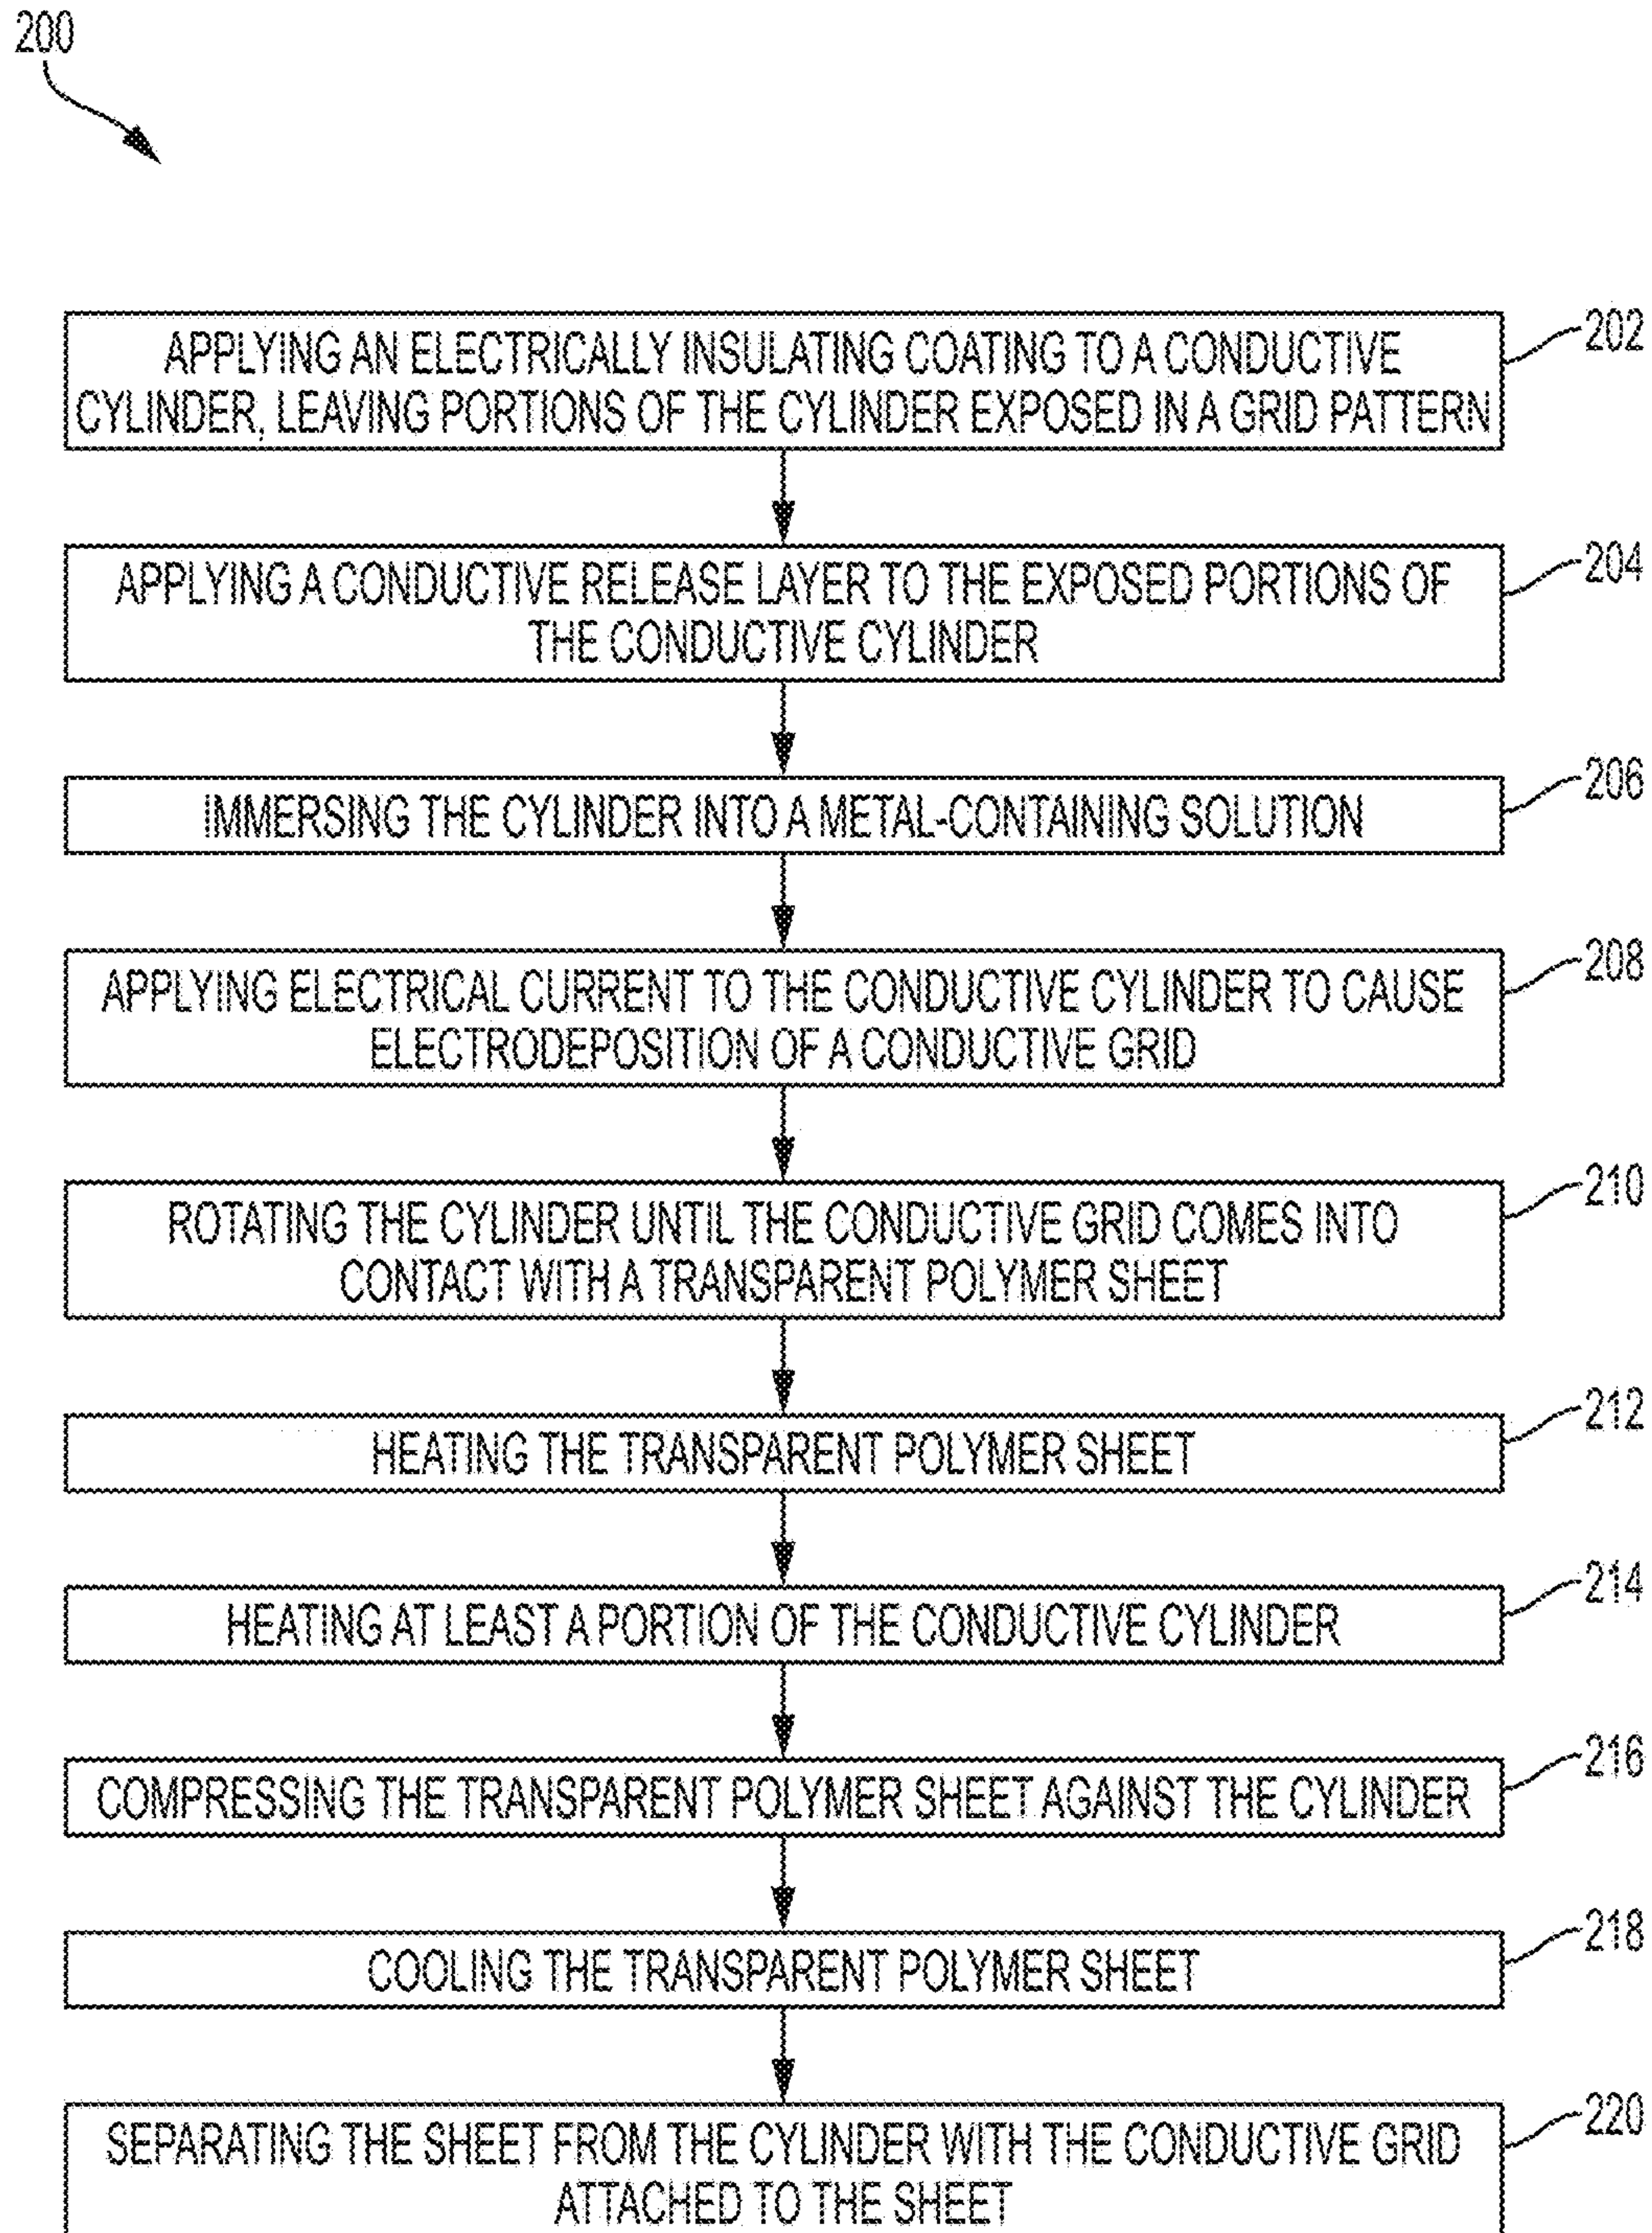 200
APPLYING AN ELECTRICALLY INSULATING COATING TO A CONDUCTIVE
CYLINDER, LEAVING PORTIONS OF THE CYLINDER EXPOSED IN A GRID PATTERN
202
APPLYING A CONDUCTIVE RELEASE LAYER TO THE EXPOSED PORTIONS OF
THE CONDUCTIVE CYLINDER
204
IMMERSING THE CYLINDER INTO A METAL-CONTAINING SOLUTION
206
APPLYING ELECTRICAL CURRENT TO THE CONDUCTIVE CYLINDER TO CAUSE
ELECTRODEPOSITION OF A CONDUCTIVE GRID
208
ROTATING THE CYLINDER UNTIL THE CONDUCTIVE GRID COMES INTO
CONTACT WITH A TRANSPARENT POLYMER SHEET
210
HEATING THE TRANSPARENT POLYMER SHEET
212
HEATING AT LEAST A PORTION OF THE CONDUCTIVE CYLINDER
214
COMPRESSING THE TRANSPARENT POLYMER SHEET AGAINST THE CYLINDER
216
COOLING THE TRANSPARENT POLYMER SHEET
218
SEPARATING THE SHEET FROM THE CYLINDER WITH THE CONDUCTIVE GRID
ATTACHED TO THE SHEET
220